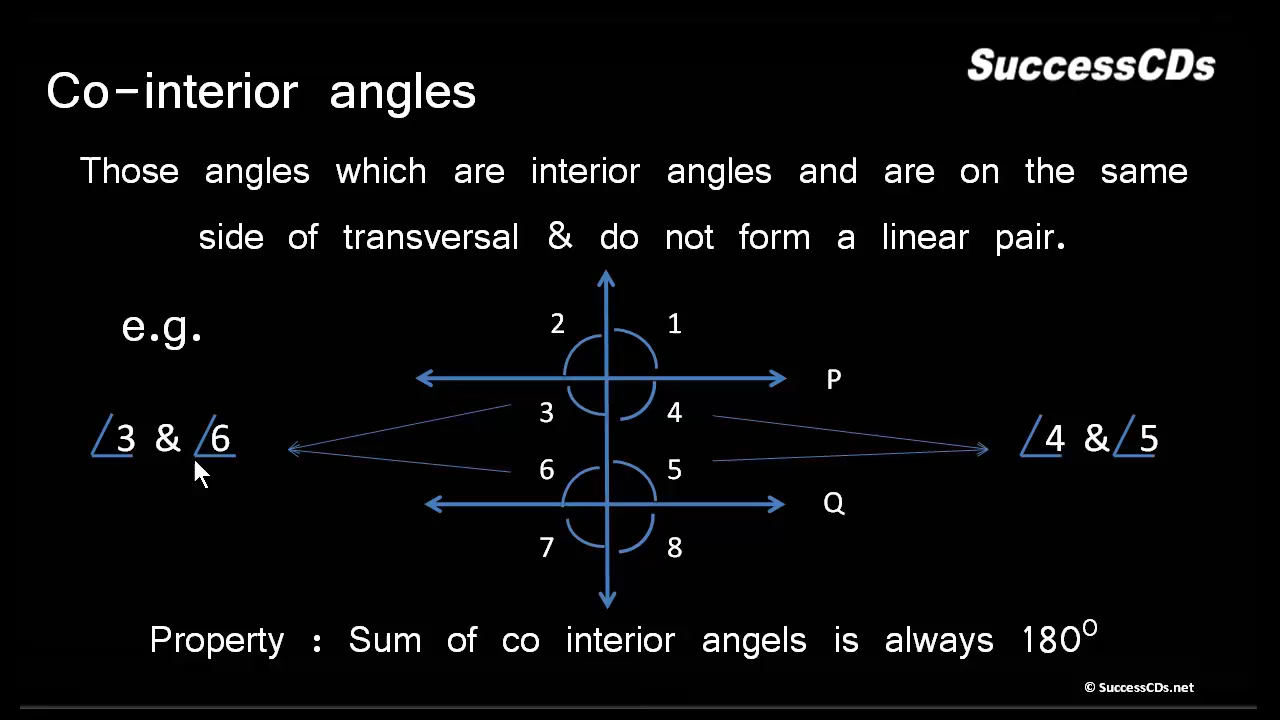 SuccessCDs
Co-interior angles
Those angles which are interior angles and are on the same
side of transversal & do not form a linear pair.
e.g.
2 1
P
3 4
∠3 & ∠6
∠4 & ∠5
6 5
Q
7 8
Property : Sum of co interior angels is always 180⁰
© SuccessCDs.net